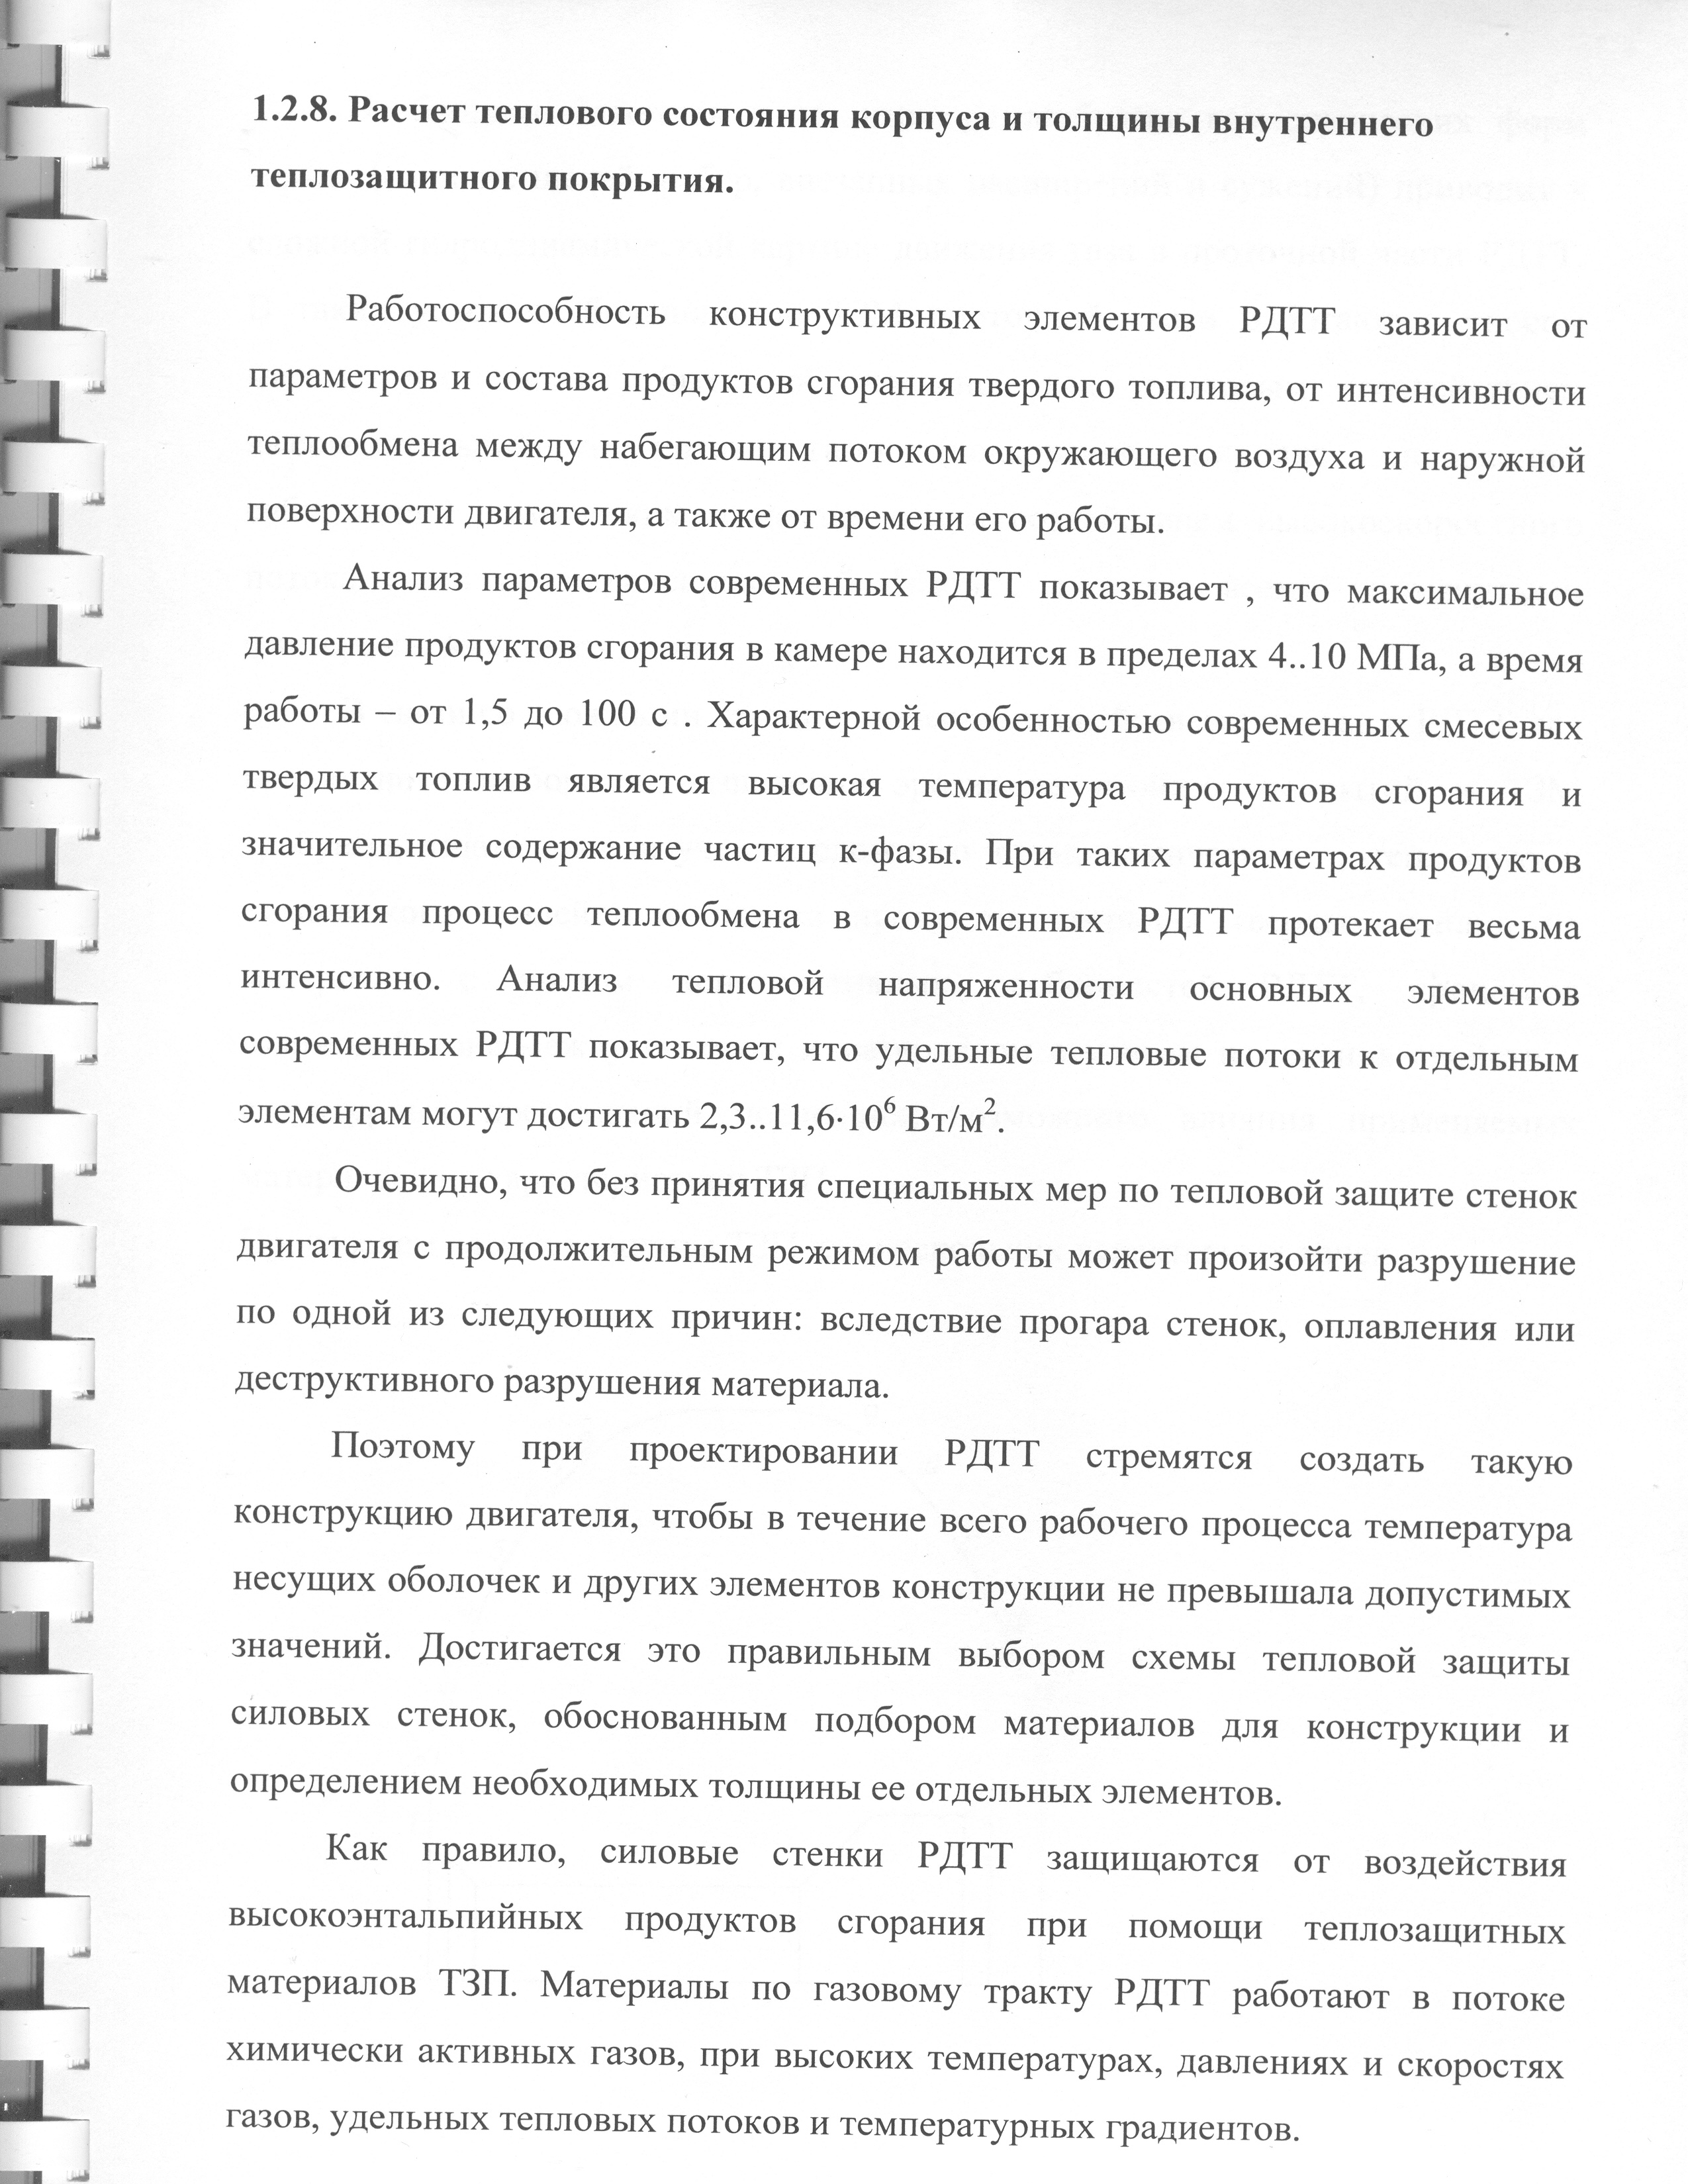 1.2.8. Расчет теплового состояния корпуса и толщины внутреннего
теплозащитного покрытия.
Работоспособность конструктивных элементов РДТТ зависит от
параметров и состава продуктов сгорания твердого топлива, от интенсивности
теплообмена между набегающим потоком окружающего воздуха и наружной
поверхности двигателя, а также от времени его работы.
Анализ параметров современных РДТТ показывает , что максимальное
давление продуктов сгорания в камере находится в пределах 4..10 МПа, а время
работы – от 1,5 до 100 с . Характерной особенностью современных смесевых
твердых топлив является высокая температура продуктов сгорания и
значительное содержание частиц к-фазы. При таких параметрах продуктов
сгорания процесс теплообмена в современных РДТТ протекает весьма
интенсивно. Анализ тепловой напряженности основных элементов
современных РДТТ показывает, что удельные тепловые потоки к отдельным
элементам могут достигать 2,3..11,6·10⁶ Вт/м².
Очевидно, что без принятия специальных мер по тепловой защите стенок
двигателя с продолжительным режимом работы может произойти разрушение
по одной из следующих причин: вследствие прогара стенок, оплавления или
деструктивного разрушения материала.
Поэтому при проектировании РДТТ стремятся создать такую
конструкцию двигателя, чтобы в течение всего рабочего процесса температура
несущих оболочек и других элементов конструкции не превышала допустимых
значений. Достигается это правильным выбором схемы тепловой защиты
силовых стенок, обоснованным подбором материалов для конструкции и
определением необходимых толщины ее отдельных элементов.
Как правило, силовые стенки РДТТ защищаются от воздействия
высокоэнтальпийных продуктов сгорания при помощи теплозащитных
материалов ТЗП. Материалы по газовому тракту РДТТ работают в потоке
химически активных газов, при высоких температурах, давлениях и скоростях
газов, удельных тепловых потоков и температурных градиентов.